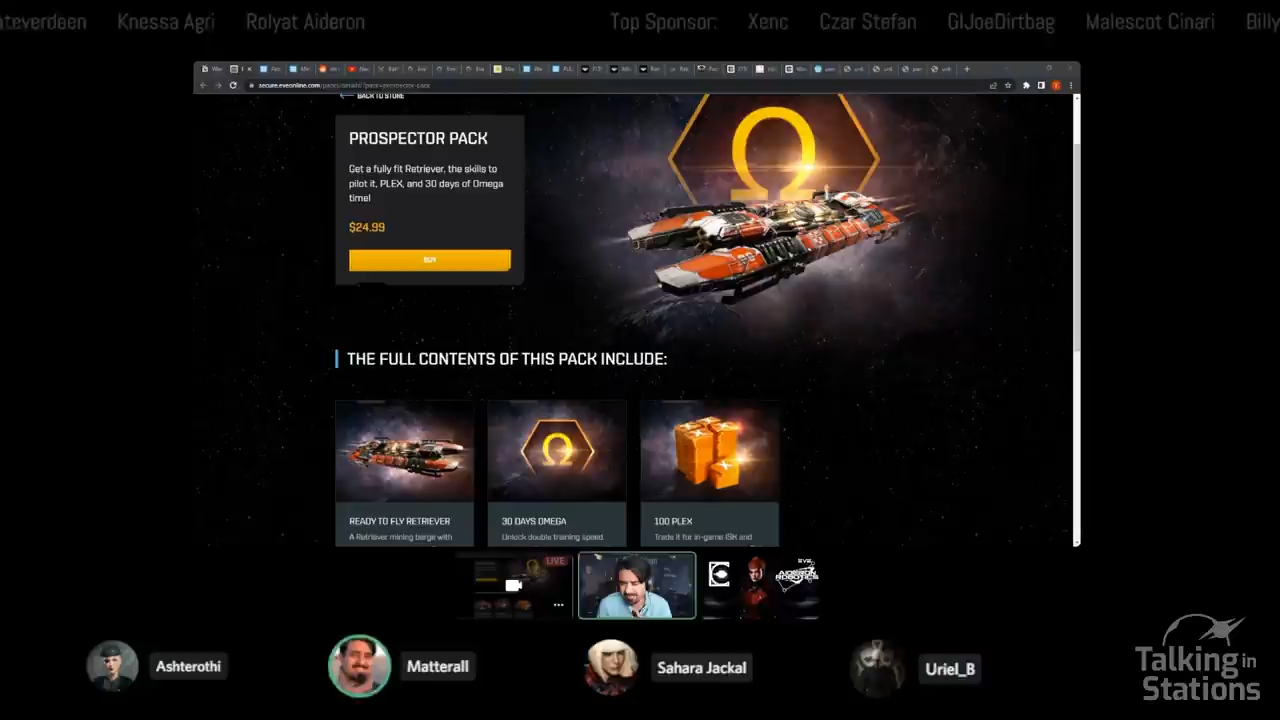 Knessa Agri Rolyat Aideron Top Sponsor: Xenc Czar Stefan GIJoeDirtbag Malescot Cinari Billy
BACK TO STORE
PROSPECTOR PACK
Get a fully fit Retriever, the skills to
pilot it, PLEX, and 30 days of Omega
time!
$24.99
BUY
THE FULL CONTENTS OF THIS PACK INCLUDE:
READY TO FLY RETRIEVER
A Retriever mining barge with
30 DAYS OMEGA
Unlock double training speed
100 PLEX
Trade it for in-game ISK and
LIVE
EVE
AIDERON
ROBOTICS
Ashterothi
Matterall
Sahara Jackal
Uriel_B
Talking in
Stations